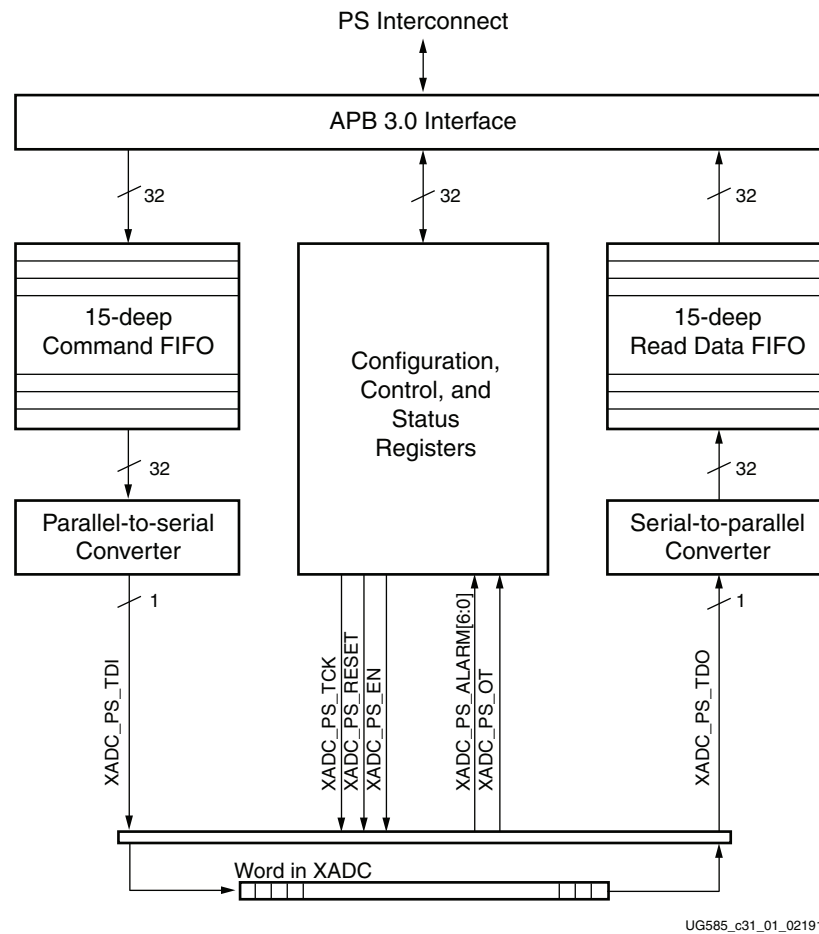 PS Interconnect
APB 3.0 Interface
32
32
32
15-deep
Command FIFO
Configuration,
Control, and
Status
Registers
15-deep
Read Data FIFO
32
32
Parallel-to-serial
Converter
Serial-to-parallel
Converter
1
1
XADC_PS_TDI
XADC_PS_TCK
XADC_PS_RESET
XADC_PS_EN
XADC_PS_ALARM[6:0]
XADC_PS_OT
XADC_PS_TDO
Word in XADC
UG585_c31_01_02191